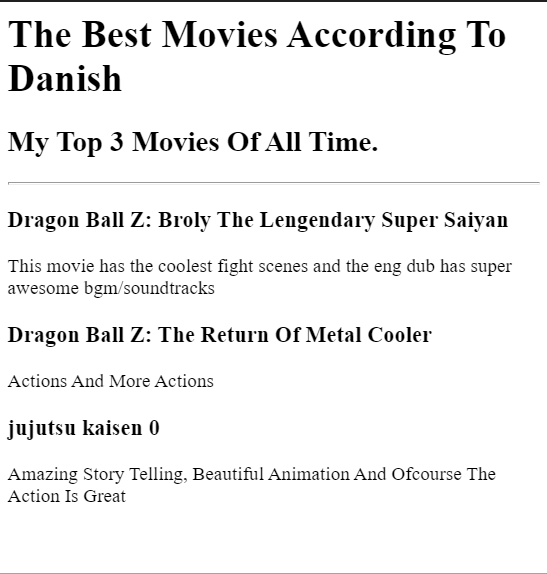 The Best Movies According To
Danish
My Top 3 Movies Of All Time.
Dragon Ball Z: Broly The Lengendary Super Saiyan
This movie has the coolest fight scenes and the eng dub has super
awesome bgm/soundtracks
Dragon Ball Z: The Return Of Metal Cooler
Actions And More Actions
jujutsu kaisen 0
Amazing Story Telling, Beautiful Animation And Ofcourse The
Action Is Great